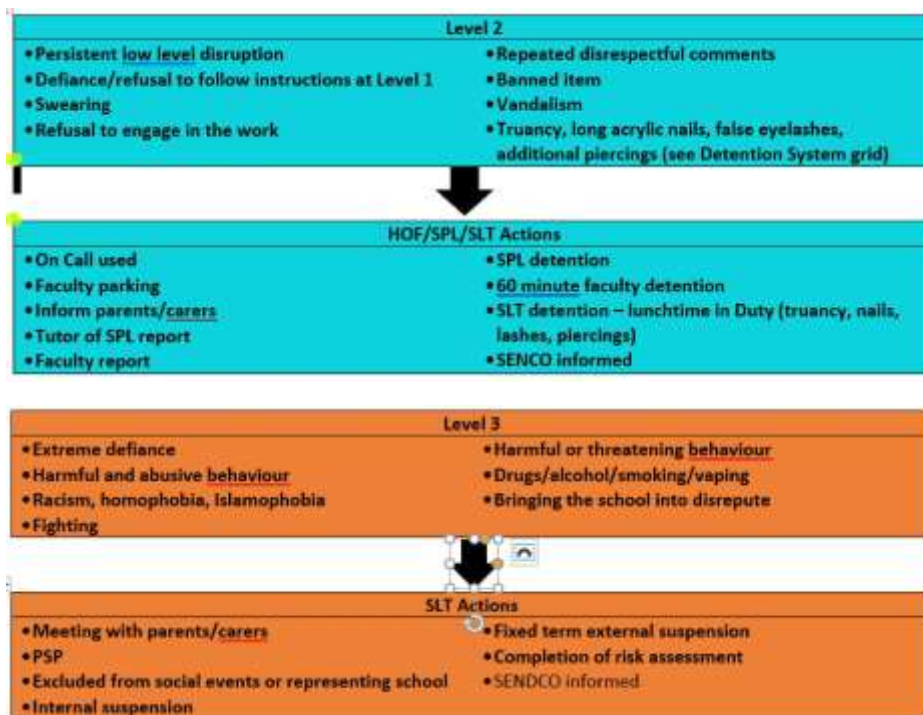 Level 2
•Persistent low level disruption
•Defiance/refusal to follow instructions at Level 1
•Swearing
•Refusal to engage in the work
•Repeated disrespectful comments
•Banned item
•Vandalism
•Truancy, long acrylic nails, false eyelashes,
additional piercings (see Detention System grid)
HOF/SPL/SLT Actions
•On Call used
•Faculty parking
•Inform parents/carers
•Tutor of SPL report
•Faculty report
•SPL detention
•60 minute faculty detention
•SLT detention – lunchtime in Duty (truancy, nails,
lashes, piercings)
•SENCO informed
Level 3
•Extreme defiance
•Harmful and abusive behaviour
•Racism, homophobia, Islamophobia
•Fighting
•Harmful or threatening behaviour
•Drugs/alcohol/smoking/vaping
•Bringing the school into disrepute
SLT Actions
•Meeting with parents/carers
•PSP
•Excluded from social events or representing school
•Internal suspension
•Fixed term external suspension
•Completion of risk assessment
•SENDCO informed